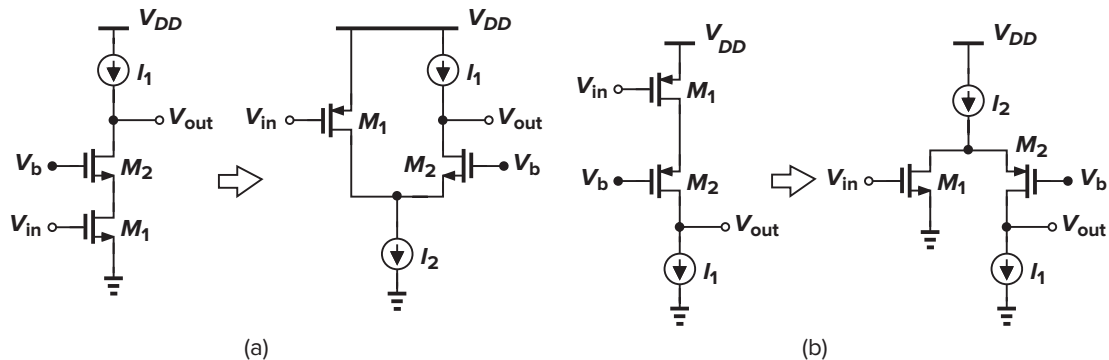 V_DD
I_1
V_out
V_b
M_2
V_in
M_1
V_DD
I_1
V_in
M_1
V_out
M_2
V_b
I_2
(a)
V_DD
V_in
M_1
V_b
M_2
V_out
I_1
V_DD
I_2
M_2
V_in
M_1
V_b
V_out
I_1
(b)